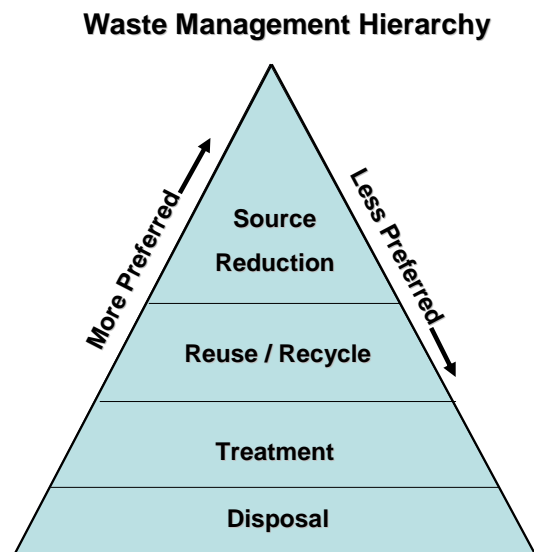 Waste Management Hierarchy
More Preferred
Less Preferred
Source
Reduction
Reuse / Recycle
Treatment
Disposal